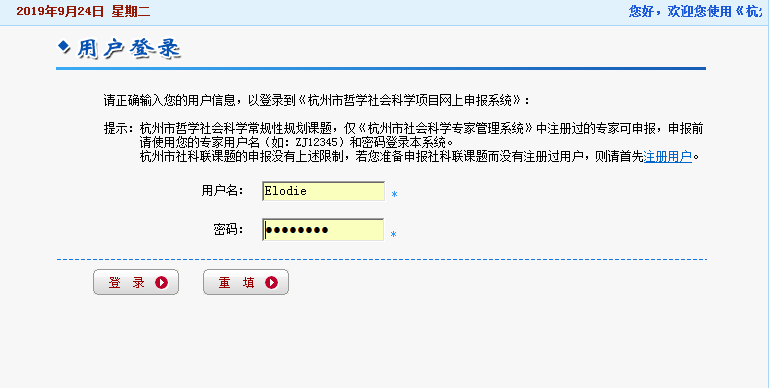 2019年9月24日 星期二
您好，欢迎您使用《杭
用户登录
请正确输入您的用户信息，以登录到《杭州市哲学社会科学项目网上申报系统》：
提示：杭州市哲学社会科学常规性规划课题，仅《杭州市社会科学专家管理系统》中注册过的专家可申报，申报前
请使用您的专家用户名（如：ZJ12345）和密码登录本系统。
杭州市社科联课题的申报没有上述限制，若您准备申报社科联课题而没有注册过用户，则请首先注册用户。
用户名： Elodie *
密码： ●●●●●●●● *
登 录 重 填